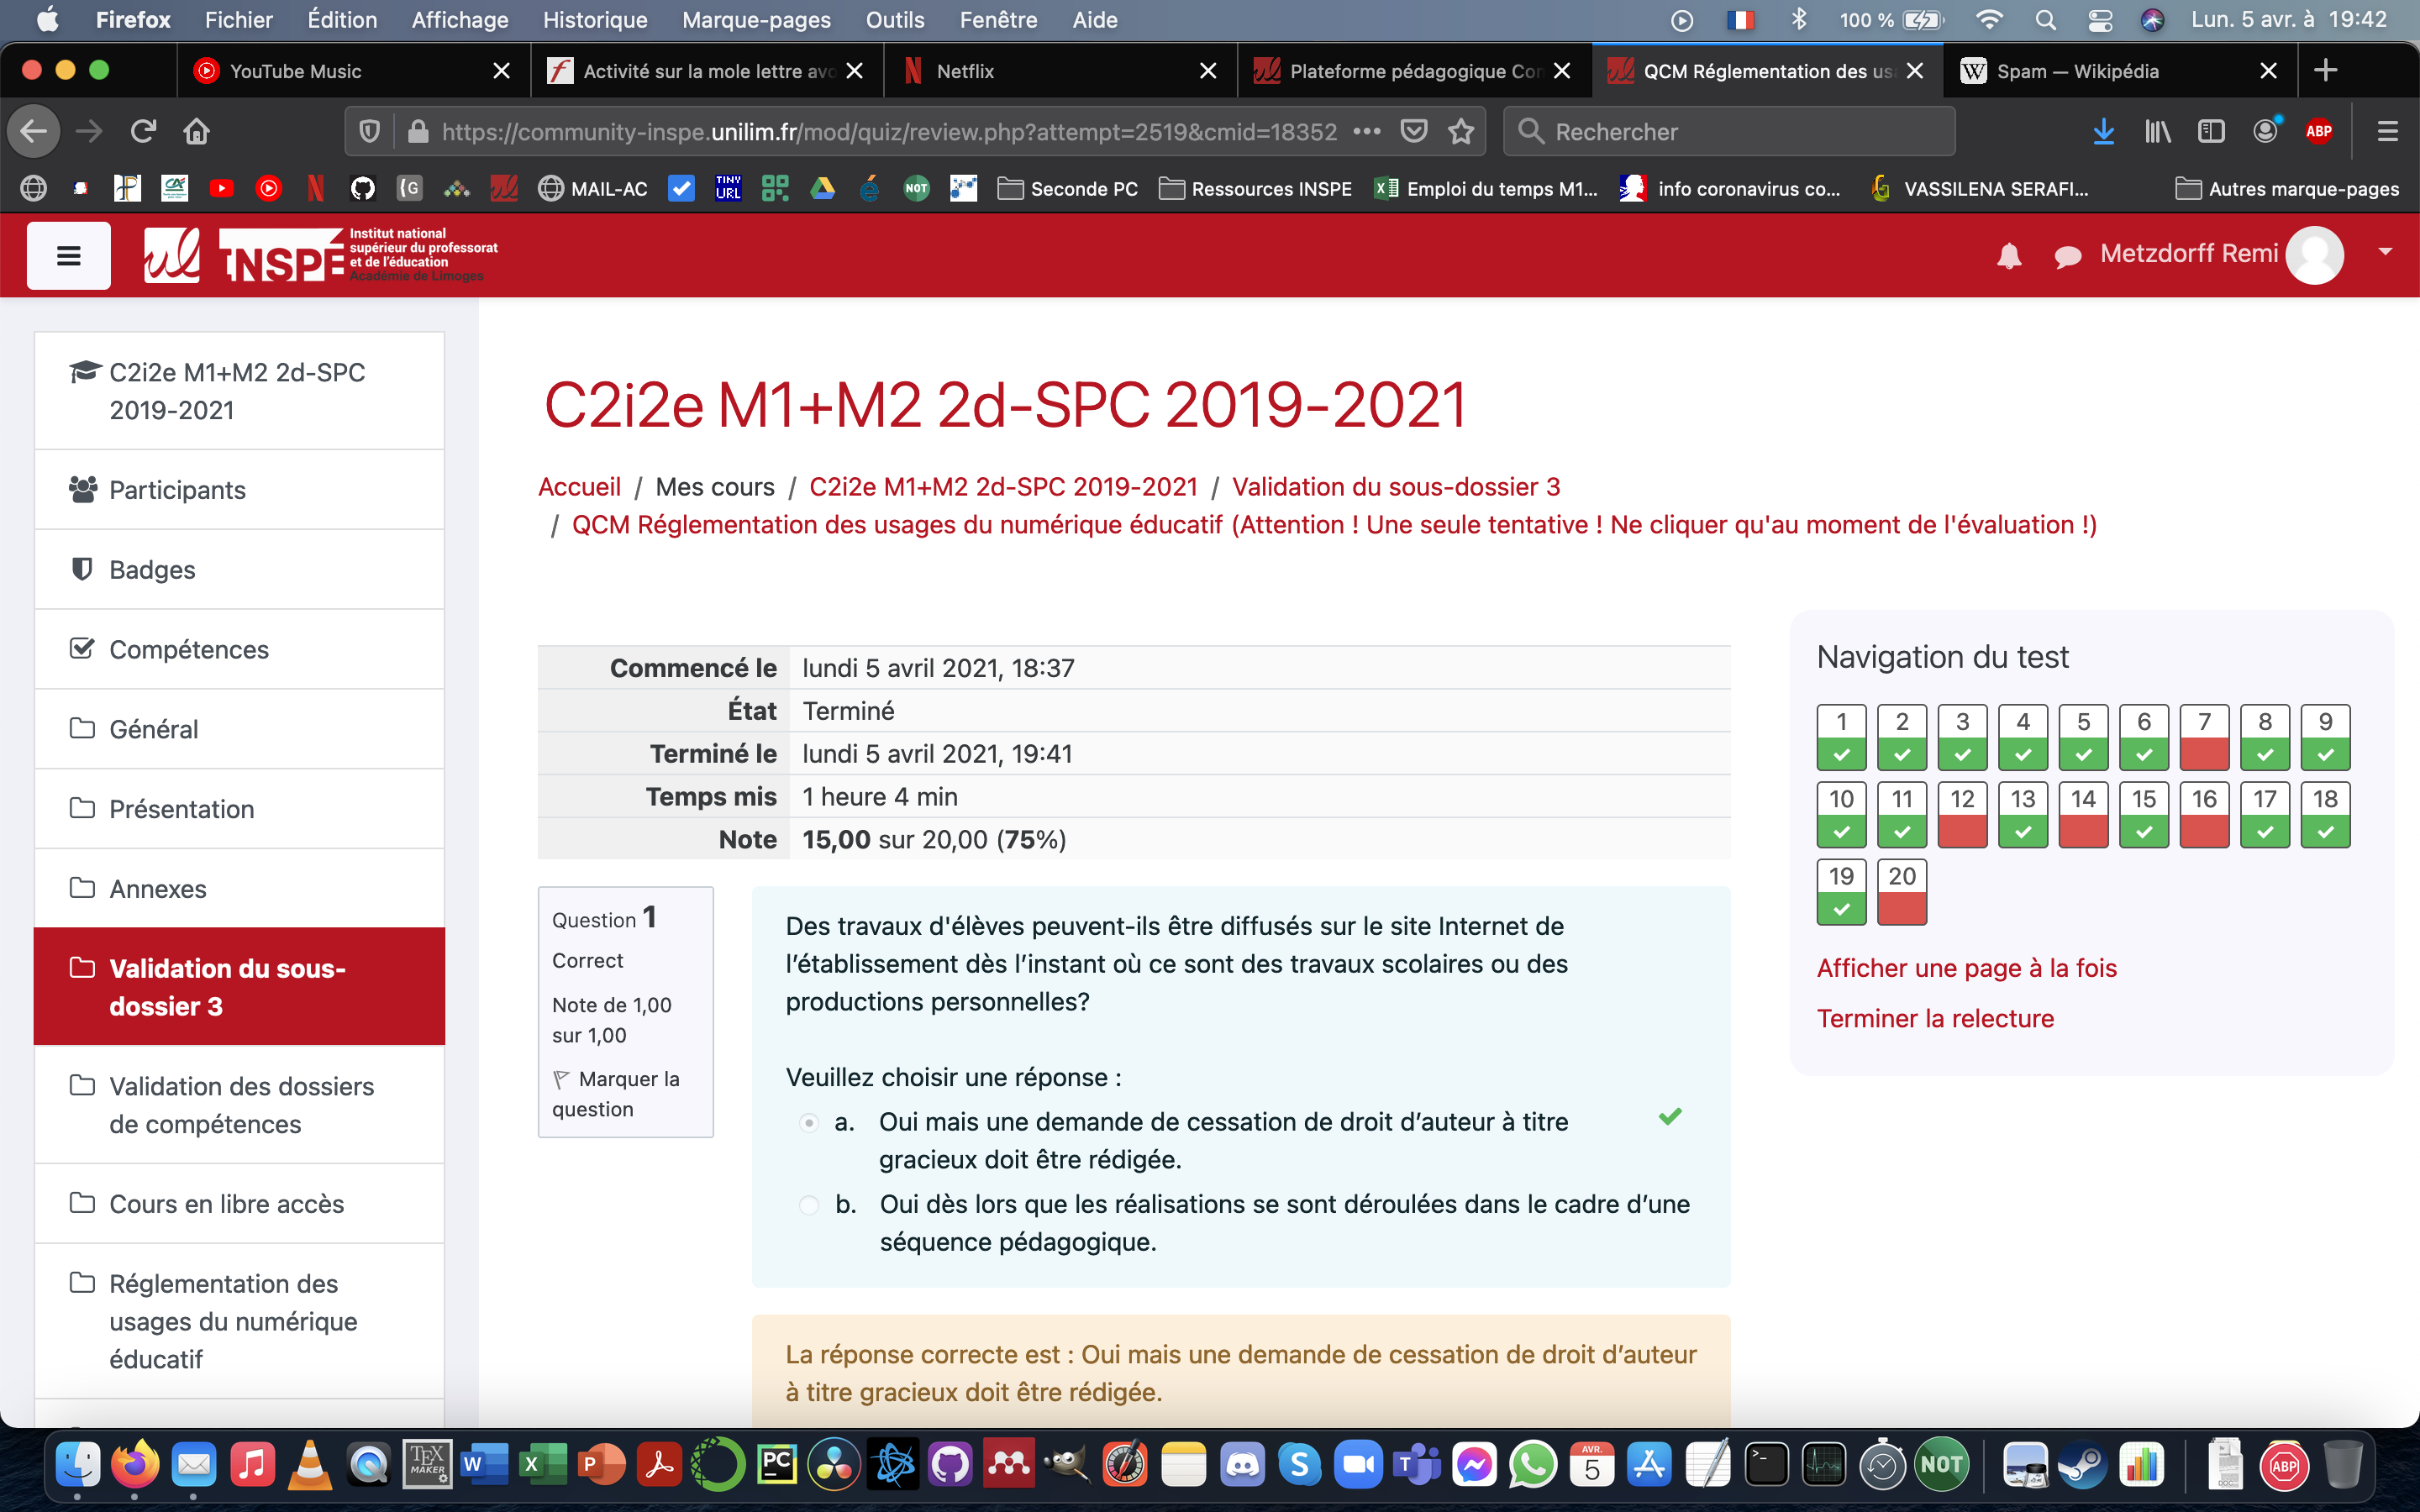 Firefox Fichier Édition Affichage Historique Marque-pages Outils Fenêtre Aide 100 % Lun. 5 avr. à 19:42
YouTube Music Activité sur la mole lettre avo Netflix Plateforme pédagogique Con QCM Réglementation des us Spam — Wikipédia
https://community-inspe.unilim.fr/mod/quiz/review.php?attempt=2519&cmid=18352 Rechercher ABP
MAIL-AC TINY URL NOT Seconde PC Ressources INSPE Emploi du temps M1... info coronavirus co... VASSILENA SERAFI... Autres marque-pages
INSPÉ
Institut national
supérieur du professorat
et de l'éducation
Académie de Limoges
Metzdorff Remi
C2i2e M1+M2 2d-SPC
2019-2021
Participants
Badges
Compétences
Général
Présentation
Annexes
Validation du sous-
dossier 3
Validation des dossiers
de compétences
Cours en libre accès
Réglementation des
usages du numérique
éducatif
C2i2e M1+M2 2d-SPC 2019-2021
Accueil / Mes cours / C2i2e M1+M2 2d-SPC 2019-2021 / Validation du sous-dossier 3
/ QCM Réglementation des usages du numérique éducatif (Attention ! Une seule tentative ! Ne cliquer qu'au moment de l'évaluation !)
Commencé le lundi 5 avril 2021, 18:37
État Terminé
Terminé le lundi 5 avril 2021, 19:41
Temps mis 1 heure 4 min
Note 15,00 sur 20,00 (75%)
Question 1
Correct
Note de 1,00
sur 1,00
Marquer la
question
Des travaux d'élèves peuvent-ils être diffusés sur le site Internet de
l'établissement dès l'instant où ce sont des travaux scolaires ou des
productions personnelles?
Veuillez choisir une réponse :
a. Oui mais une demande de cessation de droit d'auteur à titre
gracieux doit être rédigée.
b. Oui dès lors que les réalisations se sont déroulées dans le cadre d'une
séquence pédagogique.
La réponse correcte est : Oui mais une demande de cessation de droit d'auteur
à titre gracieux doit être rédigée.
Navigation du test
1 2 3 4 5 6 7 8 9
10 11 12 13 14 15 16 17 18
19 20
Afficher une page à la fois
Terminer la relecture
TEX MAKER W X P PC S T AVR. 5 NOT DOC ABP